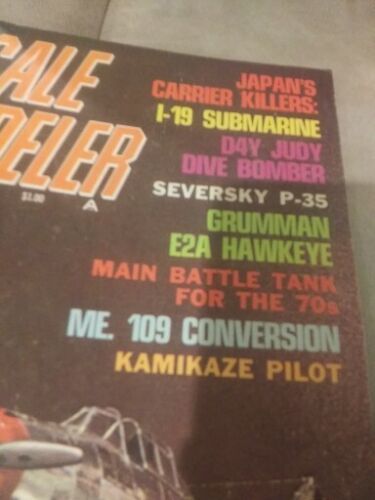 CALE
DELER
$1.00
A
JAPAN'S
CARRIER KILLERS:
I-19 SUBMARINE
D4Y JUDY
DIVE BOMBER
SEVERSKY P-35
GRUMMAN
E2A HAWKEYE
MAIN BATTLE TANK
FOR THE 70s
ME. 109 CONVERSION
KAMIKAZE PILOT